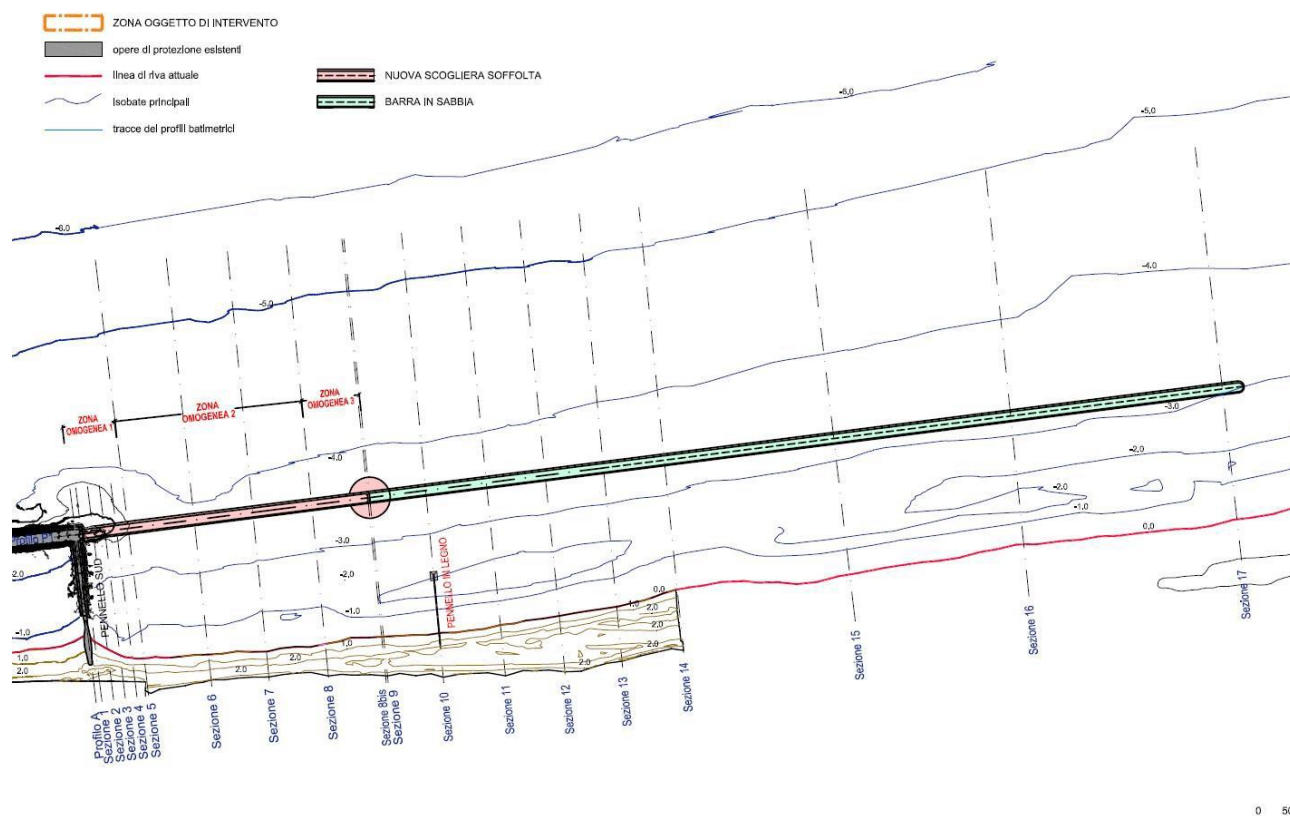 ZONA OGGETTO DI INTERVENTO
opere di protezione esistenti
linea di riva attuale
isobate principali
tracce dei profili batimetrici
NUOVA SCOGLIERA SOFFOLTA
BARRA IN SABBIA
-6,0
-5,0
-6,0
-4,0
-5,0
ZONA
OMOGENEA 1
ZONA
OMOGENEA 2
ZONA
OMOGENEA 3
-3,0
-4,0
-2,0
-2,0
-1,0
0,0
-3,0
-2,0
-1,0
2,0
-1,0
1,0
2,0
PENNELLO SUD
PENNELLO IN LEGNO
0,0
1,0
2,0
2,0
2,0
1,0
2,0
2,0
2,0
Profilo A
Sezione 1
Sezione 2
Sezione 3
Sezione 4
Sezione 5
Sezione 6
Sezione 7
Sezione 8
Sezione 8bis
Sezione 9
Sezione 10
Sezione 11
Sezione 12
Sezione 13
Sezione 14
Sezione 15
Sezione 16
Sezione 17
0 50